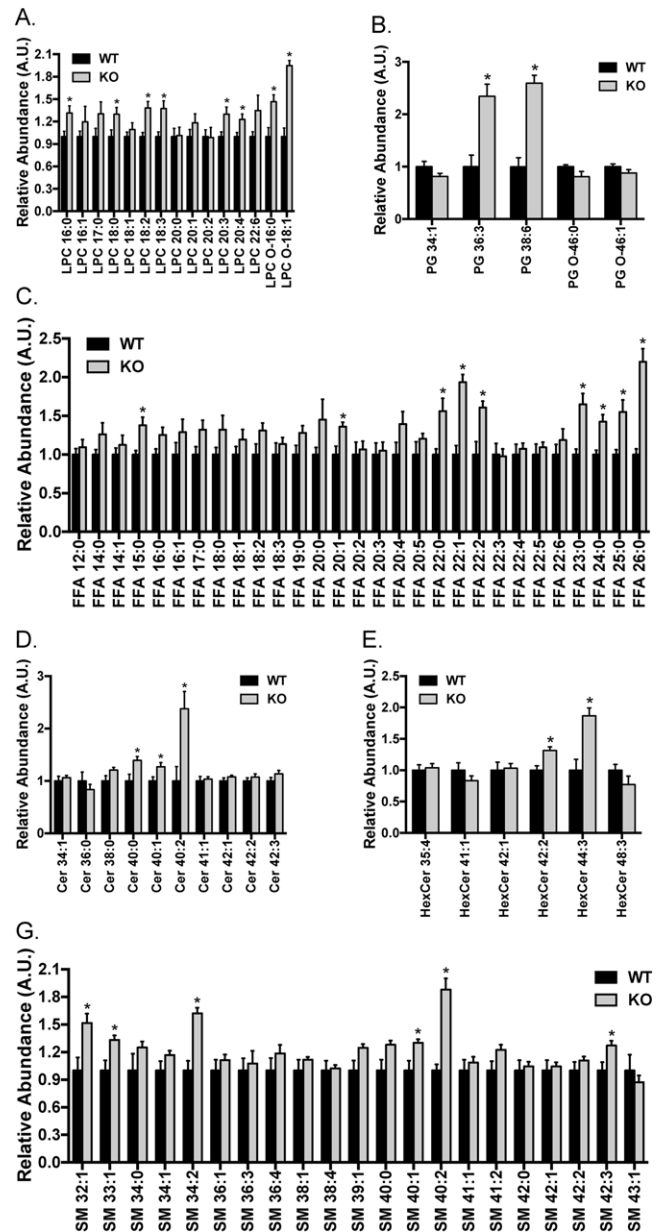 A.
WT
KO
Relative Abundance (A.U.)
2.1
1.8
1.5
1.2
0.9
0.6
0.3
0.0
LPC 16:0
LPC 16:1
LPC 17:0
LPC 18:0
LPC 18:1
LPC 18:2
LPC 18:3
LPC 20:0
LPC 20:1
LPC 20:2
LPC 20:3
LPC 20:4
LPC 22:6
LPC O-16:0
LPC O-18:1
* * * * * * * *
B.
WT
KO
Relative Abundance (A.U.)
4
3
2
1
0
PG 34:1
PG 36:3
PG 38:6
PG O-46:0
PG O-46:1
* *
C.
WT
KO
Relative Abundance (A.U.)
2.5
2.0
1.5
1.0
0.5
0.0
FFA 12:0
FFA 14:0
FFA 14:1
FFA 15:0
FFA 16:0
FFA 16:1
FFA 17:0
FFA 18:0
FFA 18:1
FFA 18:2
FFA 18:3
FFA 19:0
FFA 20:0
FFA 20:1
FFA 20:2
FFA 20:3
FFA 20:4
FFA 20:5
FFA 22:0
FFA 22:1
FFA 22:2
FFA 22:3
FFA 22:4
FFA 22:5
FFA 22:6
FFA 23:0
FFA 24:0
FFA 25:0
FFA 26:0
* * * * * * * * *
D.
WT
KO
Relative Abundance (A.U.)
3
2
1
0
Cer 34:1
Cer 36:0
Cer 38:0
Cer 40:0
Cer 40:1
Cer 40:2
Cer 41:1
Cer 42:1
Cer 42:2
Cer 42:3
* * *
E.
WT
KO
Relative Abundance (A.U.)
2.5
2.0
1.5
1.0
0.5
0.0
HexCer 35:4
HexCer 41:1
HexCer 42:1
HexCer 42:2
HexCer 44:3
HexCer 48:3
* *
G.
WT
KO
Relative Abundance (A.U.)
2.1
1.8
1.5
1.2
0.9
0.6
0.3
0.0
SM 32:1
SM 33:1
SM 34:0
SM 34:1
SM 34:2
SM 36:1
SM 36:3
SM 36:4
SM 38:1
SM 38:4
SM 39:1
SM 40:0
SM 40:1
SM 40:2
SM 41:1
SM 41:2
SM 42:0
SM 42:1
SM 42:2
SM 42:3
SM 43:1
* * * * * *